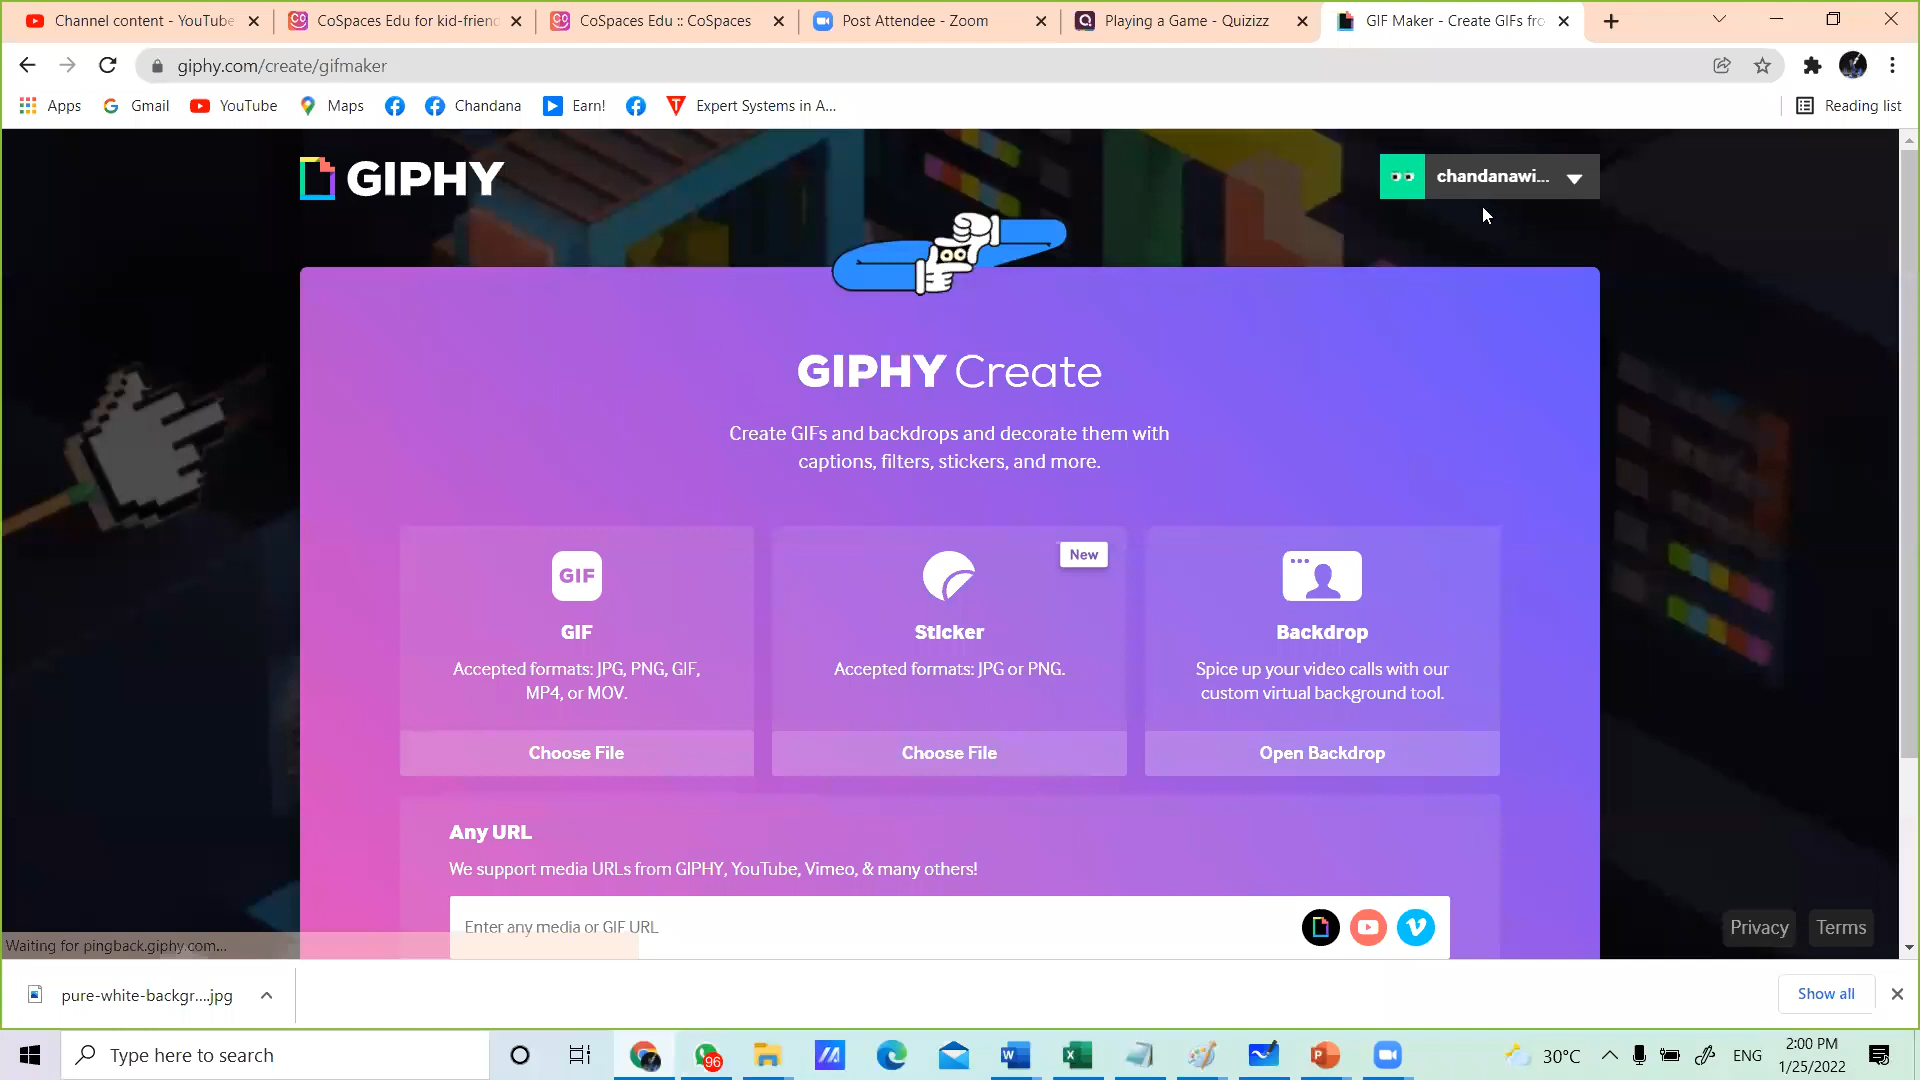 Channel content - YouTube
CoSpaces Edu for kid-frien
CoSpaces Edu :: CoSpaces
Post Attendee - Zoom
Playing a Game - Quizizz
GIF Maker - Create GIFs fro
giphy.com/create/gifmaker
Apps
Gmail
YouTube
Maps
Chandana
Earn!
Expert Systems in A...
Reading list
GIPHY
chandanawi...
GIPHY Create
Create GIFs and backdrops and decorate them with
captions, filters, stickers, and more.
GIF
GIF
Accepted formats: JPG, PNG, GIF,
MP4, or MOV.
Choose File
New
Sticker
Accepted formats: JPG or PNG.
Choose File
Backdrop
Spice up your video calls with our
custom virtual background tool.
Open Backdrop
Any URL
We support media URLs from GIPHY, YouTube, Vimeo, & many others!
Enter any media or GIF URL
Privacy
Terms
Waiting for pingback.giphy.com...
pure-white-backgr....jpg
Show all
Type here to search
96
30°C
ENG
2:00 PM
1/25/2022